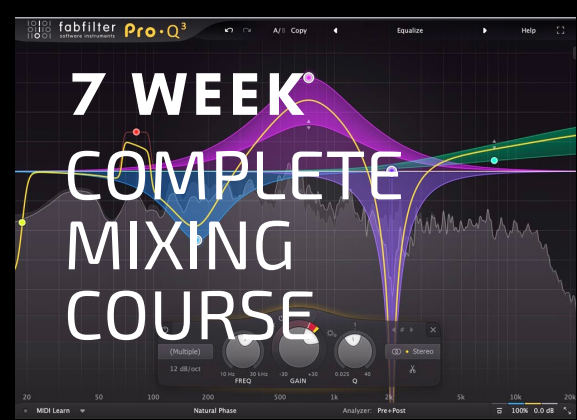 fabfilter Pro·Q³
software instruments
A/B Copy
Equalize
Help
7 WEEK
COMPLETE
MIXING
COURSE
(Multiple)
12 dB/oct
10 Hz 30 kHz
FREQ
-30 +30
GAIN
0.025 40
Q
Stereo
20 50 100 200 500 1k 2k 5k 10k 20k
MIDI Learn
Natural Phase
Analyzer: Pre+Post
100% 0.0 dB